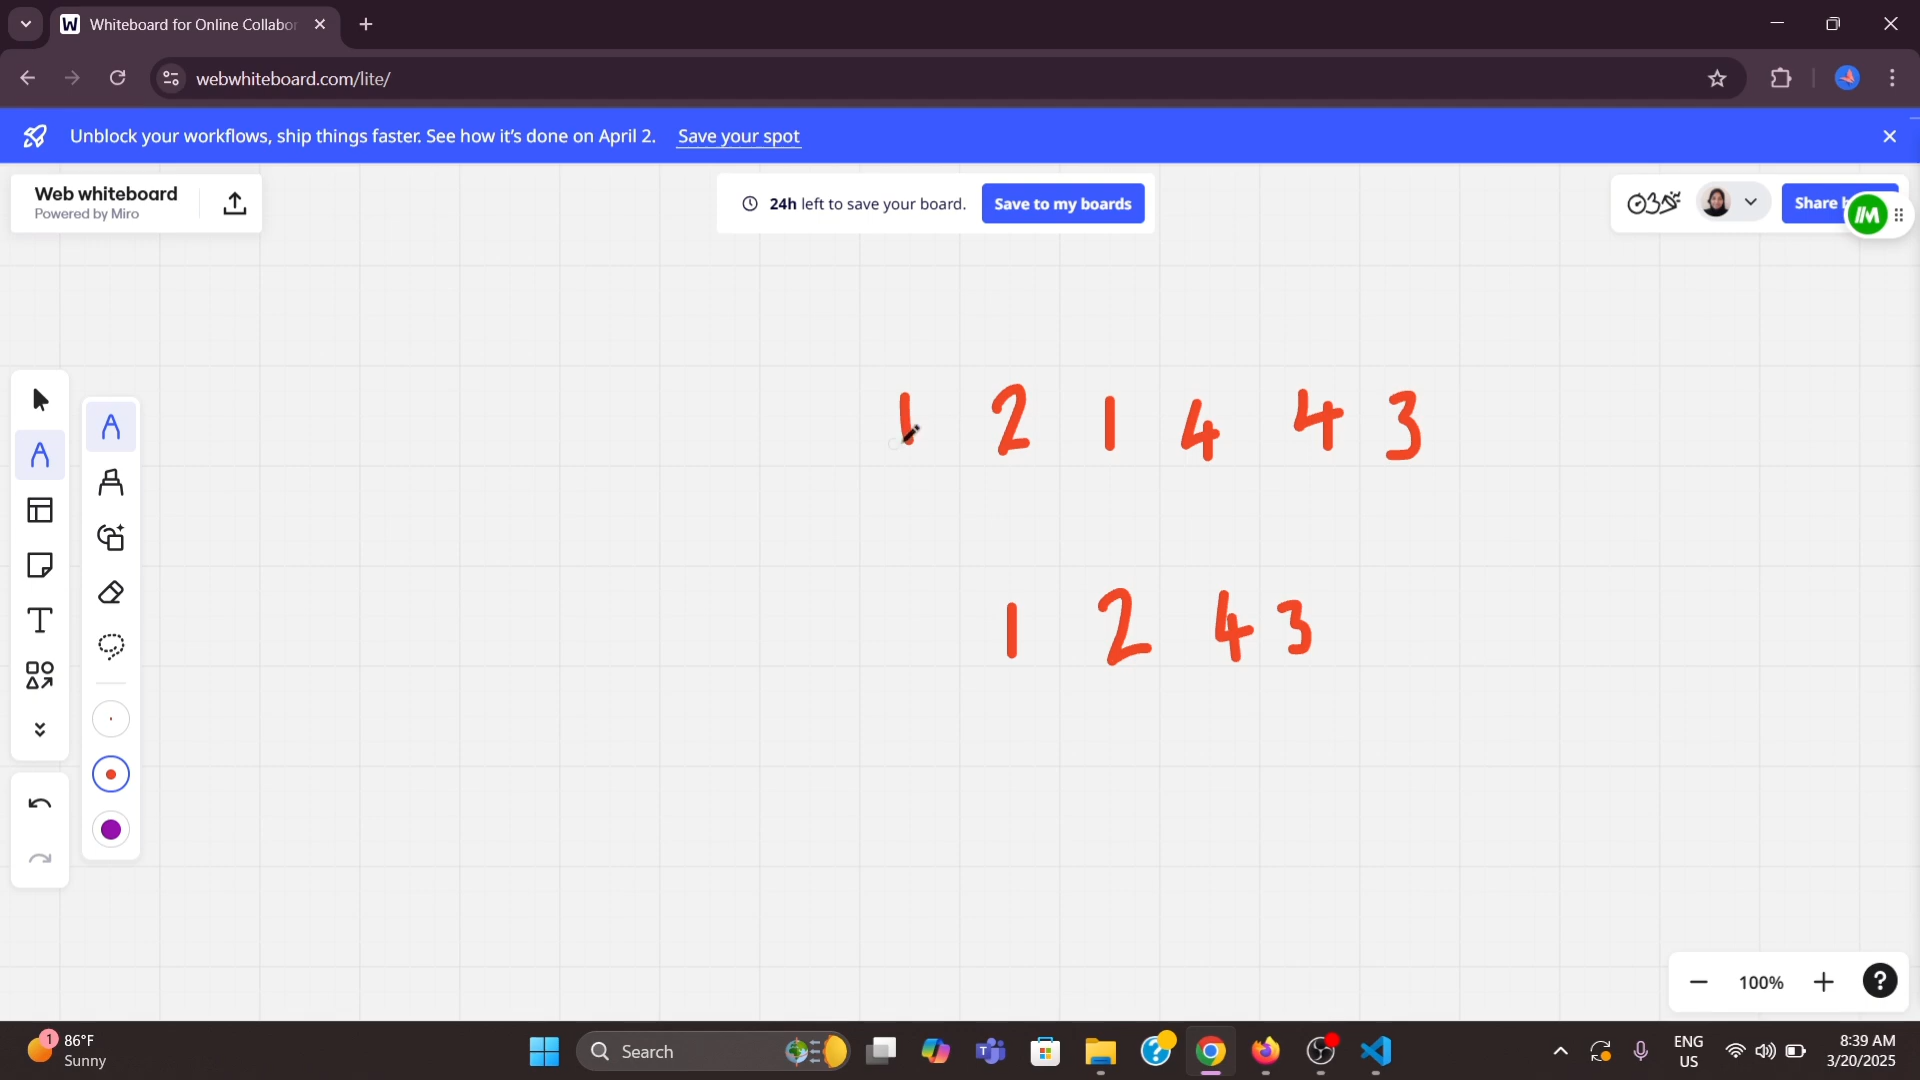 Whiteboard for Online Collabor
webwhiteboard.com/lite/
Unblock your workflows, ship things faster. See how it's done on April 2. Save your spot
Web whiteboard
Powered by Miro
24h left to save your board. Save to my boards
Share
1 2 1 4 4 3
1 2 4 3
100%
1 86°F
Sunny
Search
ENG
US
8:39 AM
3/20/2025